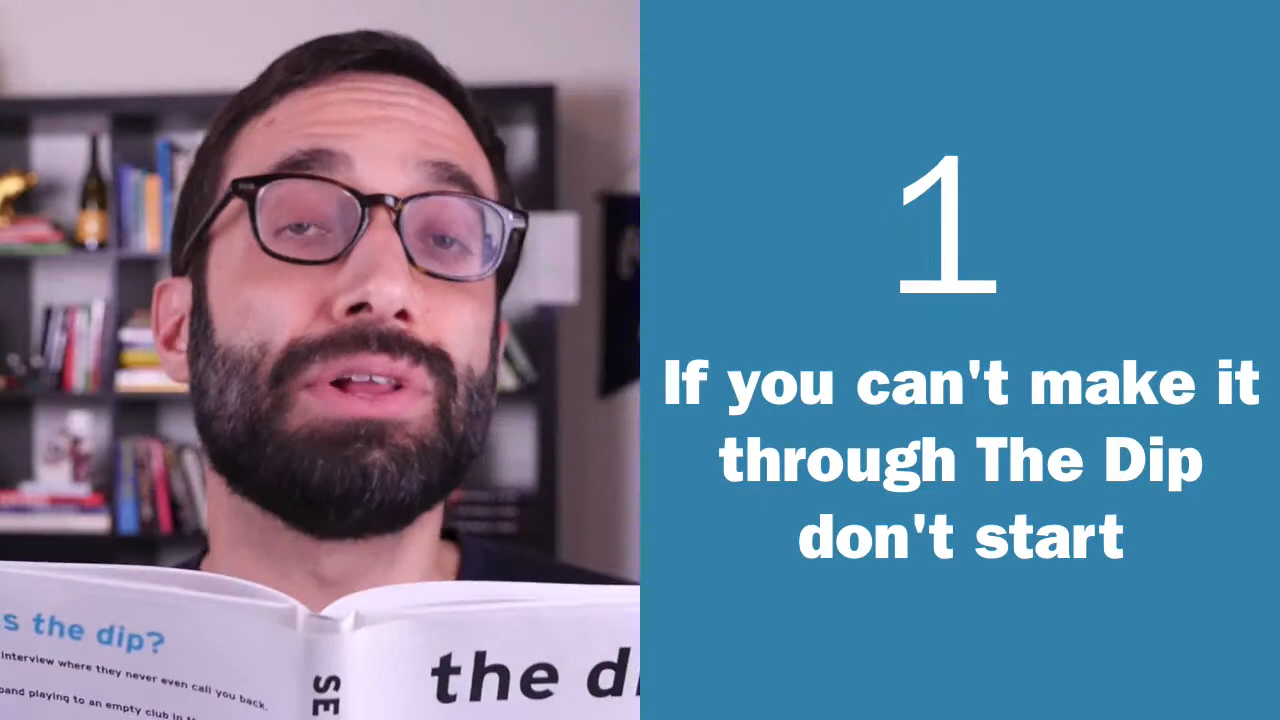 1
If you can't make it
through The Dip
don't start
s the dip?
interview where they never even call you back.
band playing to an empty club in
SE
the di